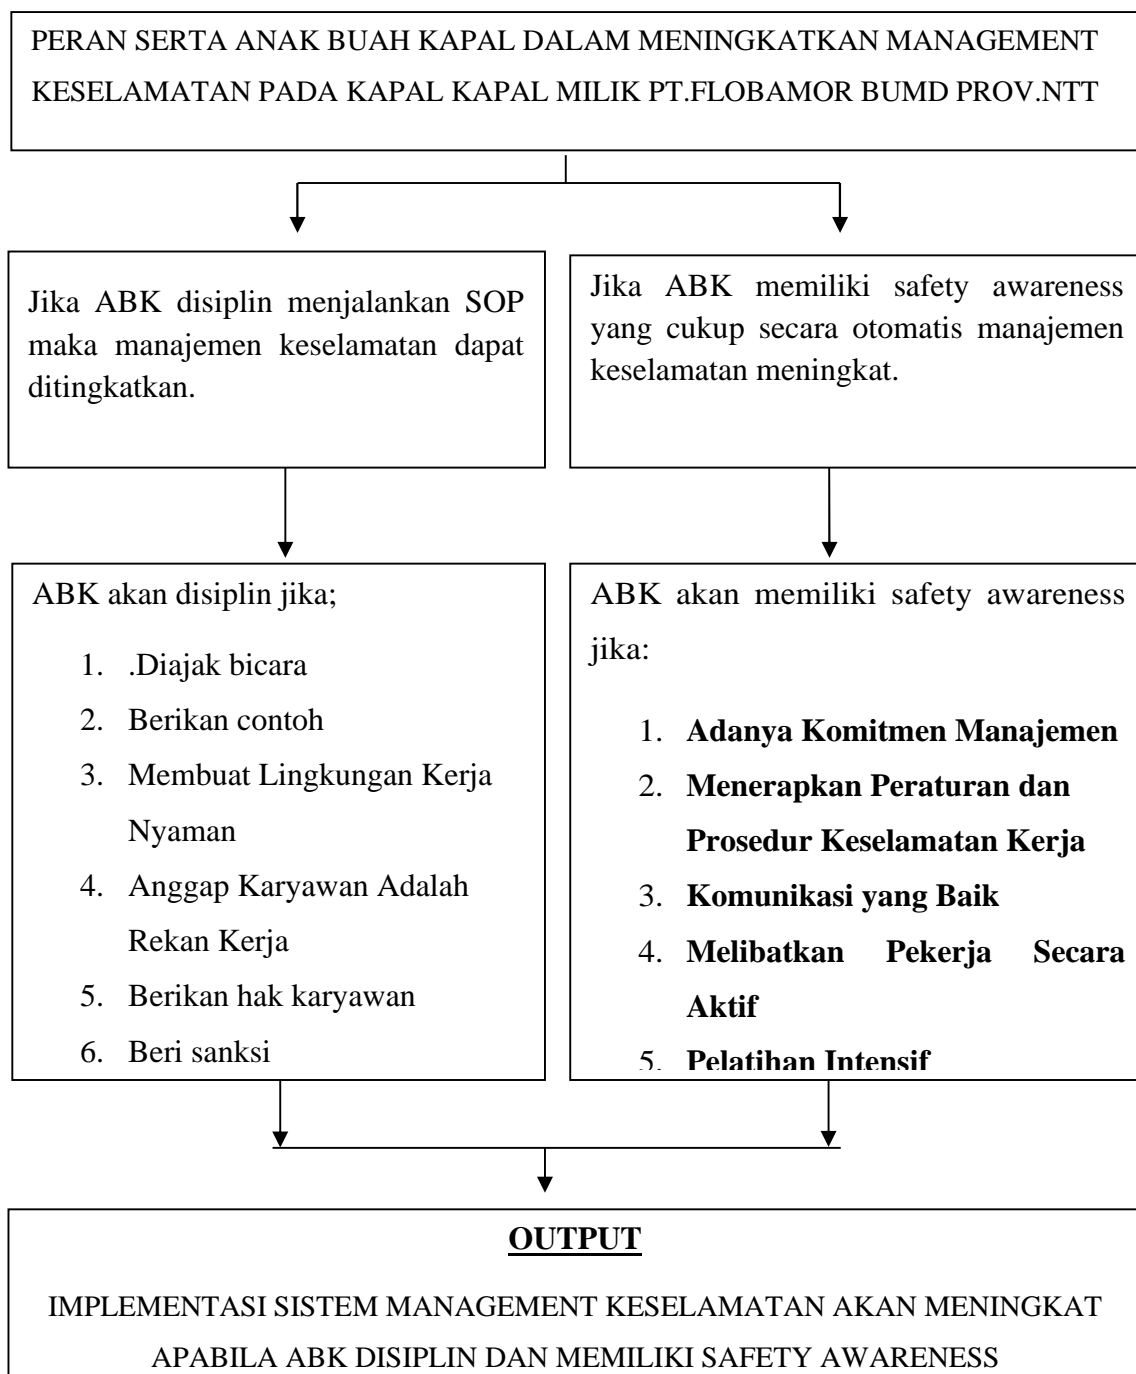 PERAN SERTA ANAK BUAH KAPAL DALAM MENINGKATKAN MANAGEMENT
KESELAMATAN PADA KAPAL KAPAL MILIK PT.FLOBAMOR BUMD PROV.NTT
Jika ABK disiplin menjalankan SOP
maka manajemen keselamatan dapat
ditingkatkan.
Jika ABK memiliki safety awareness
yang cukup secara otomatis manajemen
keselamatan meningkat.
ABK akan disiplin jika;
1. .Diajak bicara
2. Berikan contoh
3. Membuat Lingkungan Kerja
Nyaman
4. Anggap Karyawan Adalah
Rekan Kerja
5. Berikan hak karyawan
6. Beri sanksi
ABK akan memiliki safety awareness
jika:
1. Adanya Komitmen Manajemen
2. Menerapkan Peraturan dan
Prosedur Keselamatan Kerja
3. Komunikasi yang Baik
4. Melibatkan Pekerja Secara
Aktif
5. Pelatihan Intensif
OUTPUT
IMPLEMENTASI SISTEM MANAGEMENT KESELAMATAN AKAN MENINGKAT
APABILA ABK DISIPLIN DAN MEMILIKI SAFETY AWARENESS